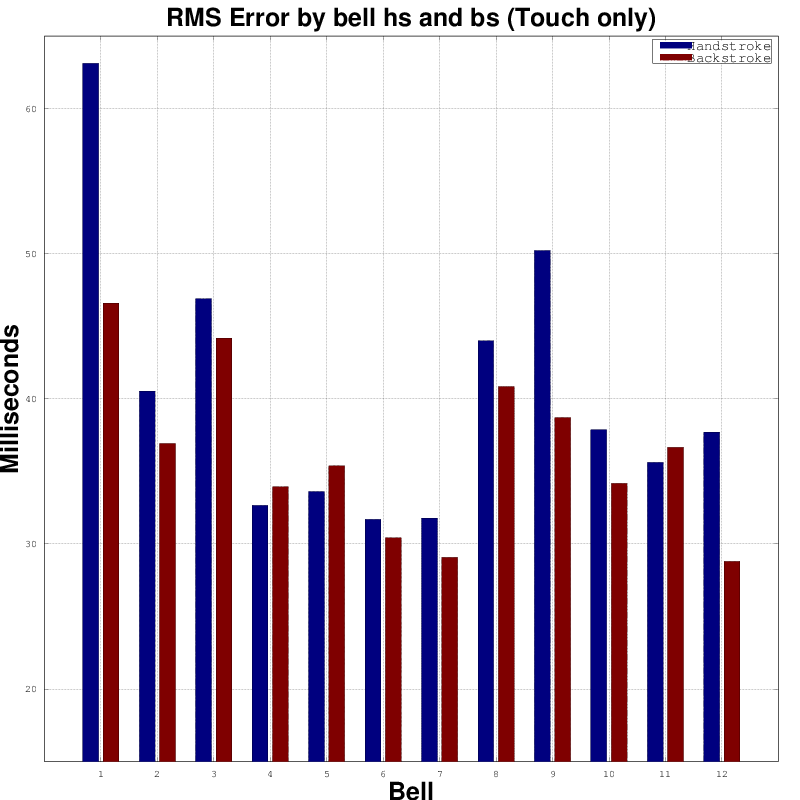 RMS Error by bell hs and bs (Touch only)
Handstroke
Backstroke
60
50
40
30
20
Milliseconds
1 2 3 4 5 6 7 8 9 10 11 12
Bell